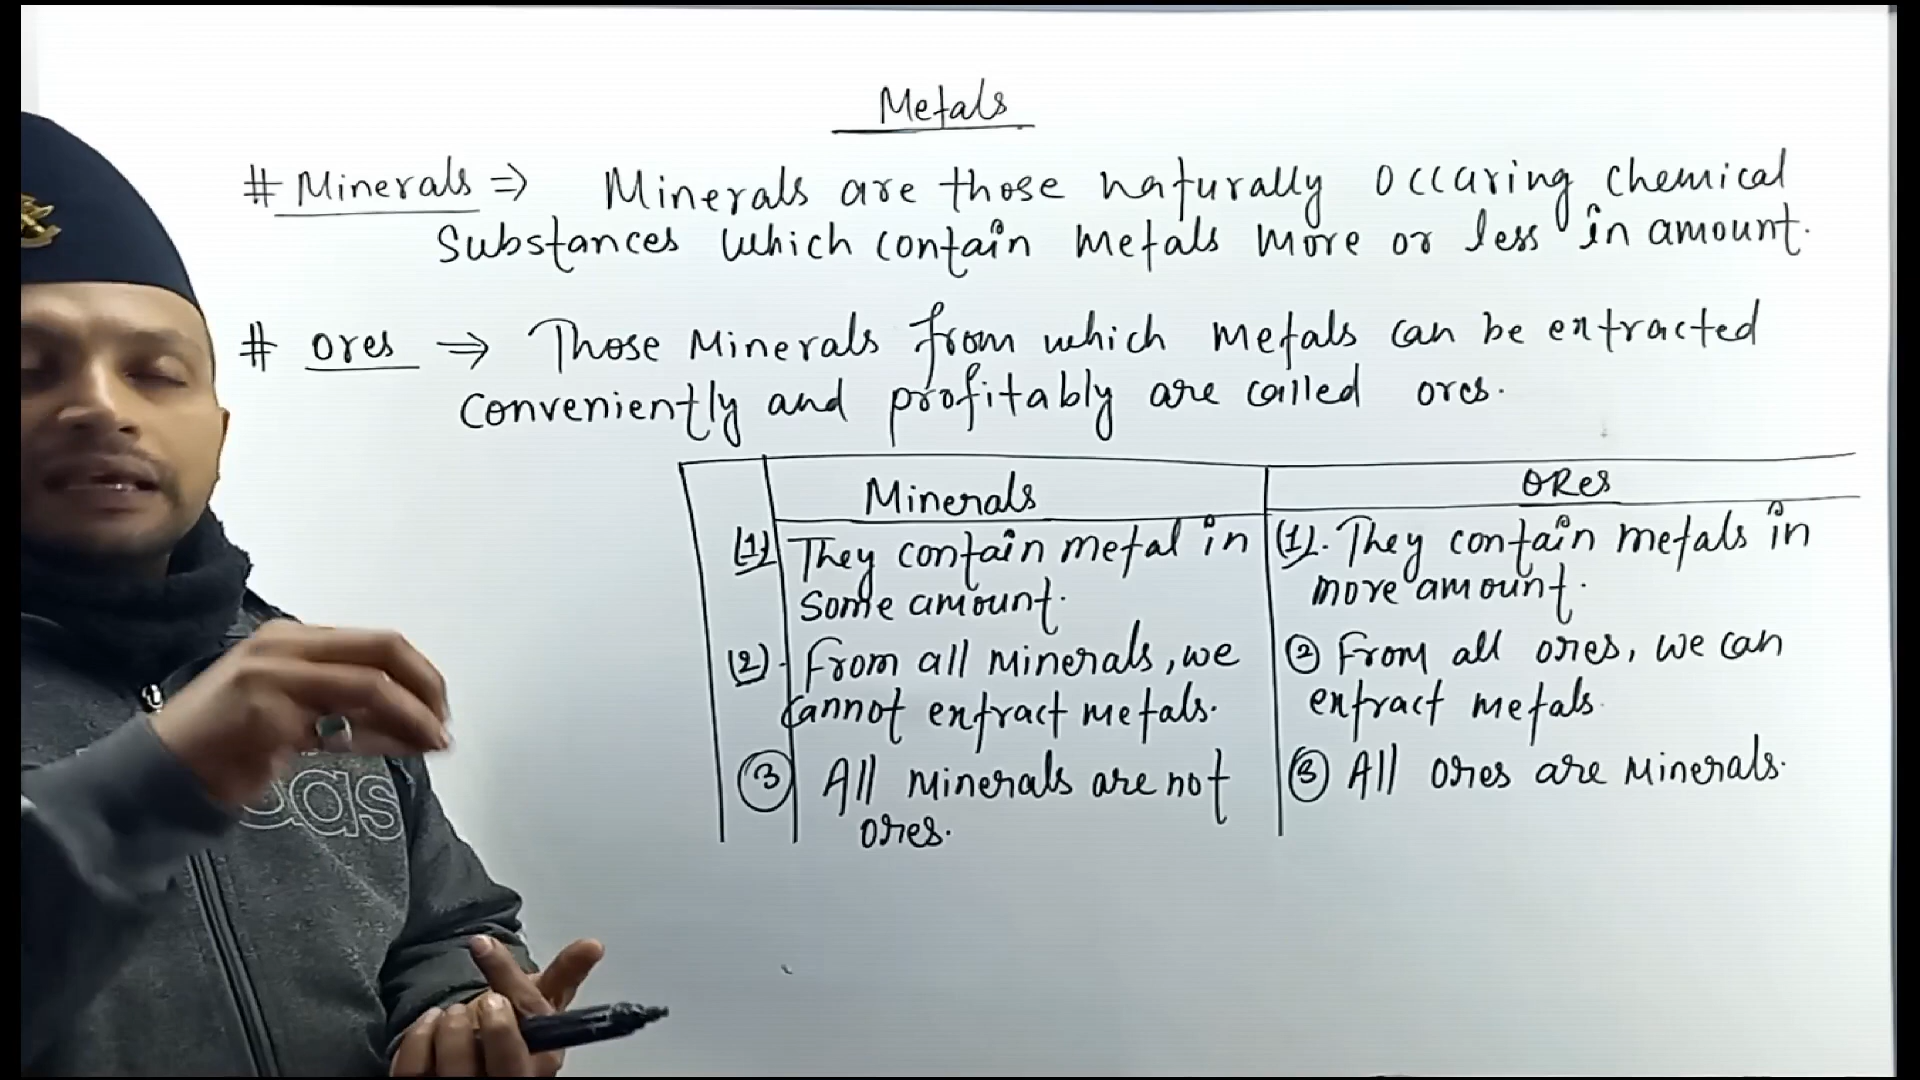 Metals
# Minerals ⇒ Minerals are those naturally occuring chemical
substances which contain metals more or less in amount.
# ores ⇒ Those Minerals from which metals can be extracted
conveniently and profitably are called ores.
Minerals ORes
(1) They contain metal in
some amount.
(1). They contain metals in
more amount.
(2). From all minerals, we
cannot extract metals.
② From all ores, we can
extract metals.
③ All minerals are not
ores.
③ All ores are Minerals.
das